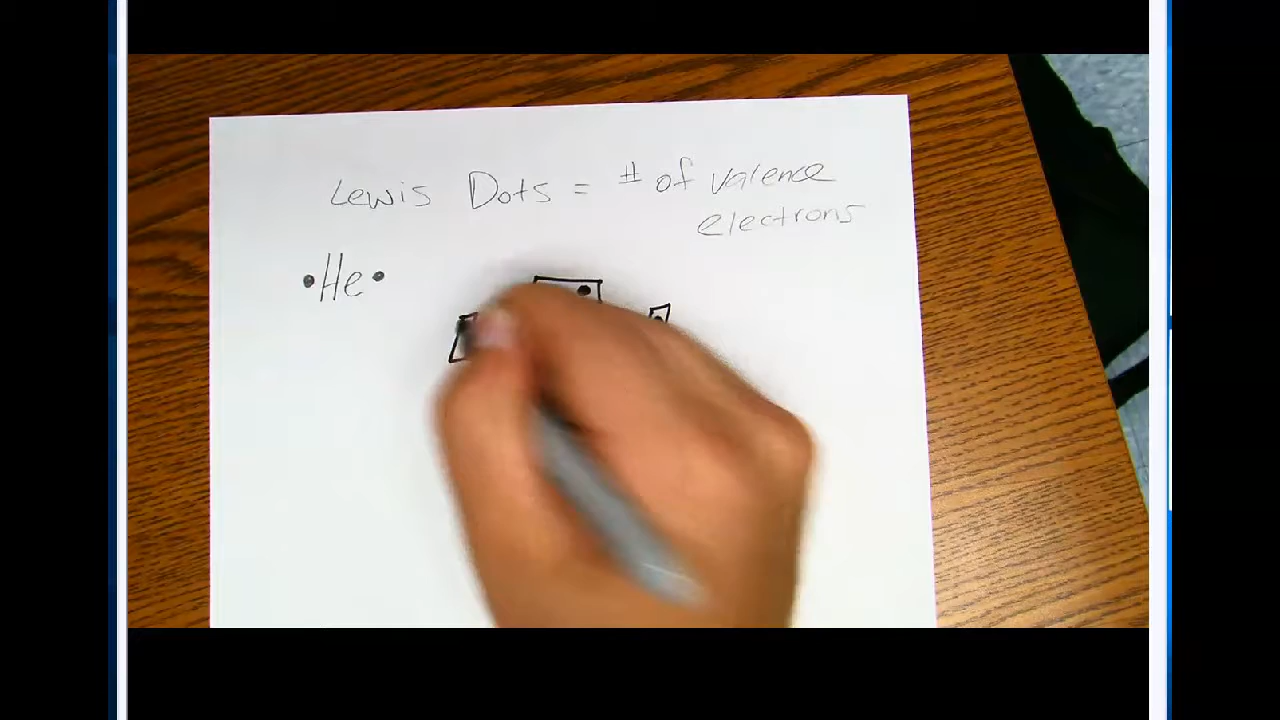 Lewis Dots = # of valence
electrons
•He•